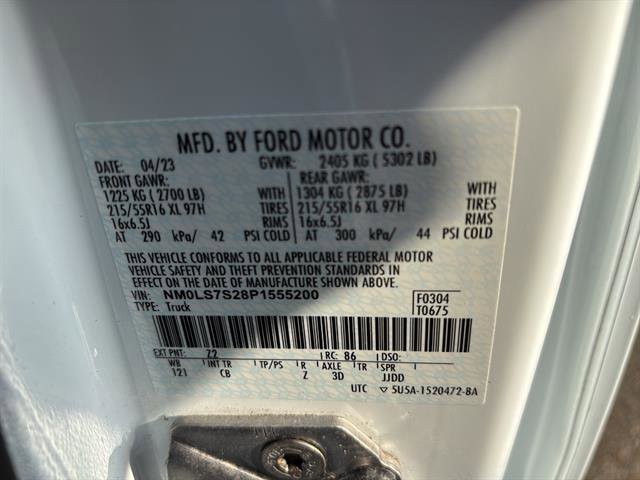 MFD. BY FORD MOTOR CO.
DATE: 04/23 GVWR: 2405 KG ( 5302 LB)
FRONT GAWR: REAR GAWR:
1225 KG ( 2700 LB) WITH 1304 KG ( 2875 LB) WITH
215/55R16 XL 97H TIRES 215/55R16 XL 97H TIRES
16x6.5J RIMS 16x6.5J RIMS
AT 290 kPa/ 42 PSI COLD AT 300 kPa/ 44 PSI COLD
THIS VEHICLE CONFORMS TO ALL APPLICABLE FEDERAL MOTOR
VEHICLE SAFETY AND THEFT PREVENTION STANDARDS IN
EFFECT ON THE DATE OF MANUFACTURE SHOWN ABOVE.
VIN: NM0LS7S28P1555200 F0304
TYPE: Truck T0675
EXT PNT: Z2 RC: 86 DSO:
WB INT TR TP/PS R AXLE TR SPR
121 CB Z 3D JJDD
UTC ▽ 5U5A-1520472-BA